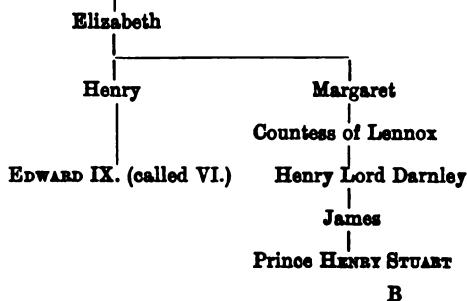 Elizabeth
Henry Margaret
Countess of Lennox
EDWARD IX. (called VI.) Henry Lord Darnley
James
Prince HENRY STUART
B